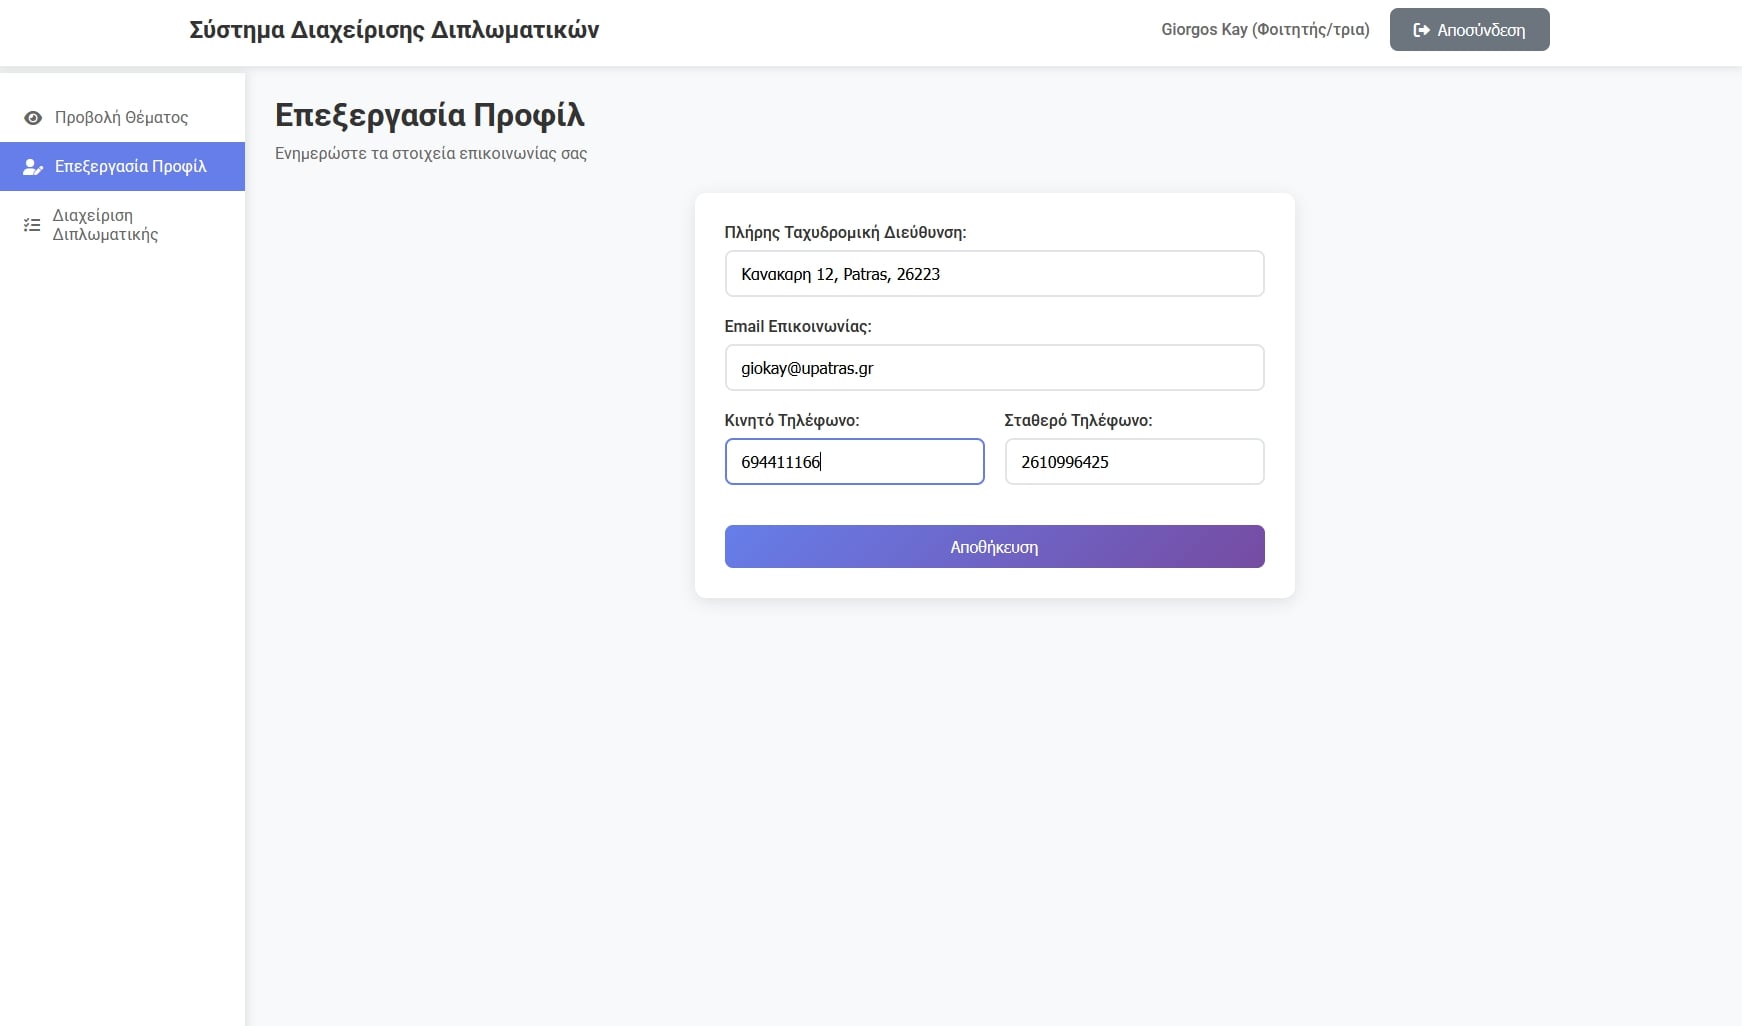 Σύστημα Διαχείρισης Διπλωματικών
Giorgos Kay (Φοιτητής/τρια)
Αποσύνδεση
Προβολή Θέματος
Επεξεργασία Προφίλ
Διαχείριση
Διπλωματικής
Επεξεργασία Προφίλ
Ενημερώστε τα στοιχεία επικοινωνίας σας
Πλήρης Ταχυδρομική Διεύθυνση:
Κανακαρη 12, Patras, 26223
Email Επικοινωνίας:
giokay@upatras.gr
Κινητό Τηλέφωνο:
694411166
Σταθερό Τηλέφωνο:
2610996425
Αποθήκευση